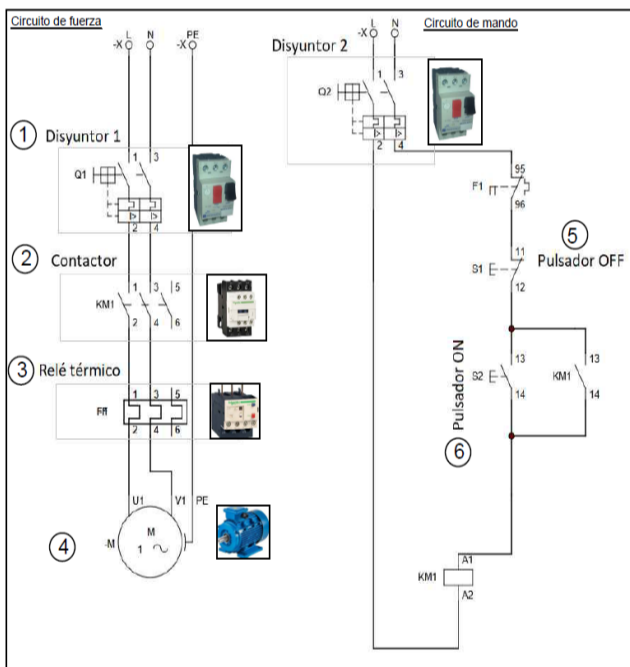 Circuito de fuerza
L N PE
-X -X
1 Disyuntor 1
1 3
Q1
2 4
2 Contactor
1 3 5
KM1
2 4 6
3 Relé térmico
1 3 5
2 4 6
U1 V1 PE
4 -M
M
1
Circuito de mando
L N
-X
Disyuntor 2
1 3
Q2
2 4
95
F1
96
5
Pulsador OFF
11
S1
12
13 13
S2 KM1
14 14
Pulsador ON
6
A1
KM1
A2